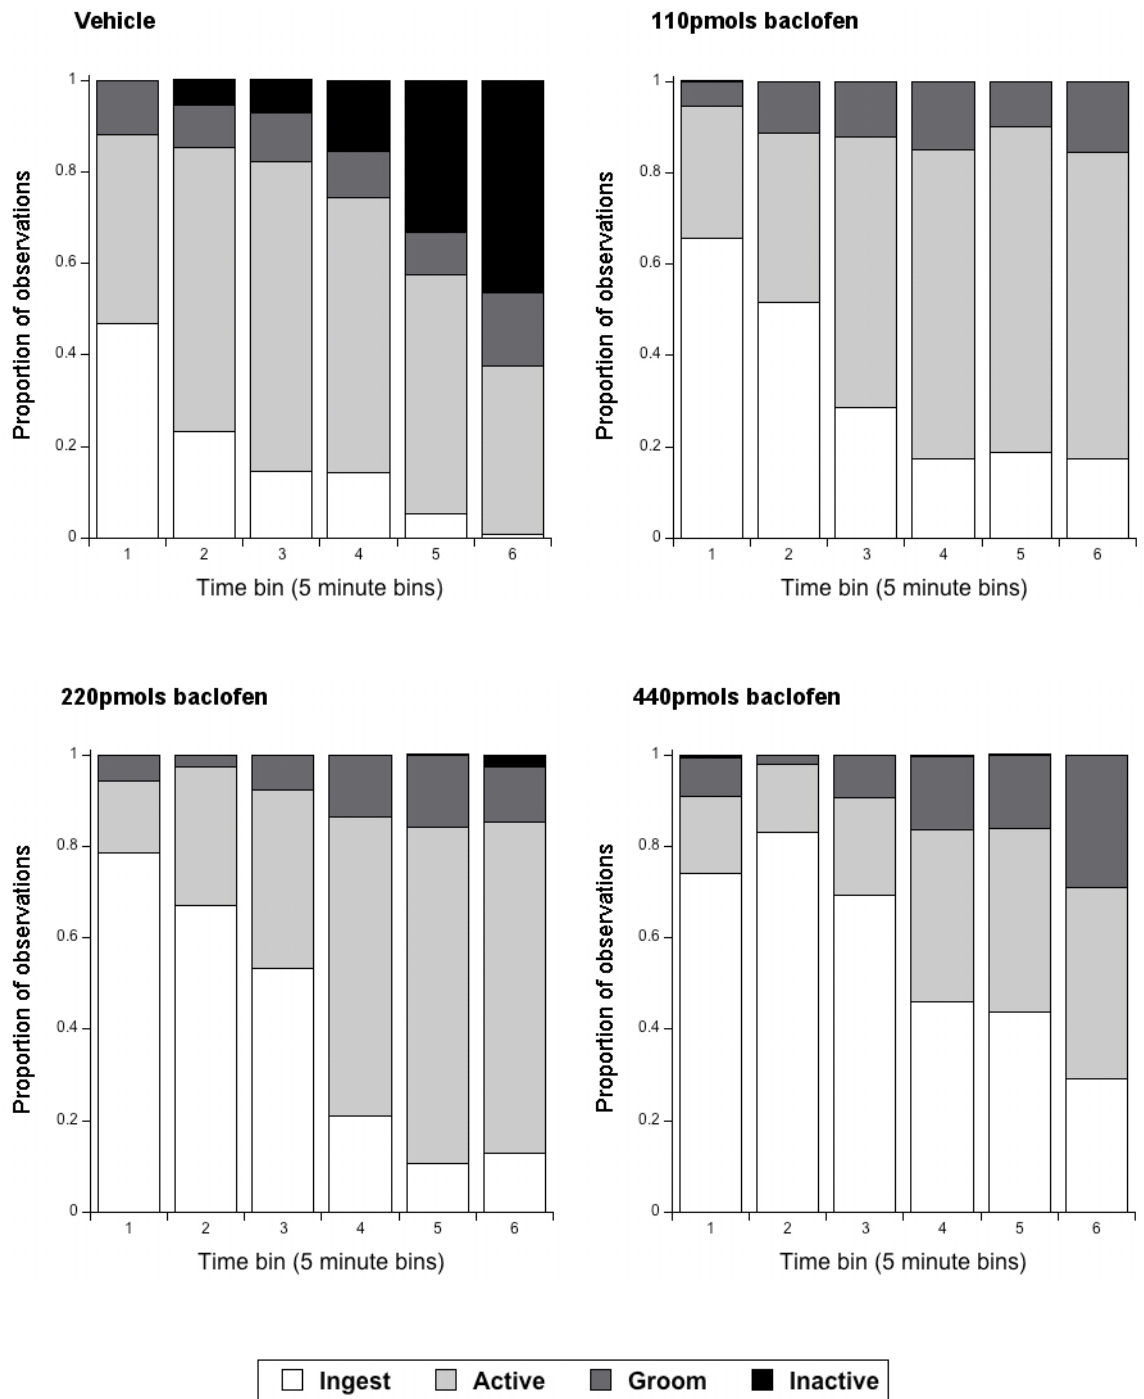 Vehicle
Proportion of observations
1
0.8
0.6
0.4
0.2
0
1 2 3 4 5 6
Time bin (5 minute bins)
110pmols baclofen
Proportion of observations
1
0.8
0.6
0.4
0.2
0
1 2 3 4 5 6
Time bin (5 minute bins)
220pmols baclofen
Proportion of observations
1
0.8
0.6
0.4
0.2
0
1 2 3 4 5 6
Time bin (5 minute bins)
440pmols baclofen
Proportion of observations
1
0.8
0.6
0.4
0.2
0
1 2 3 4 5 6
Time bin (5 minute bins)
Ingest Active Groom Inactive